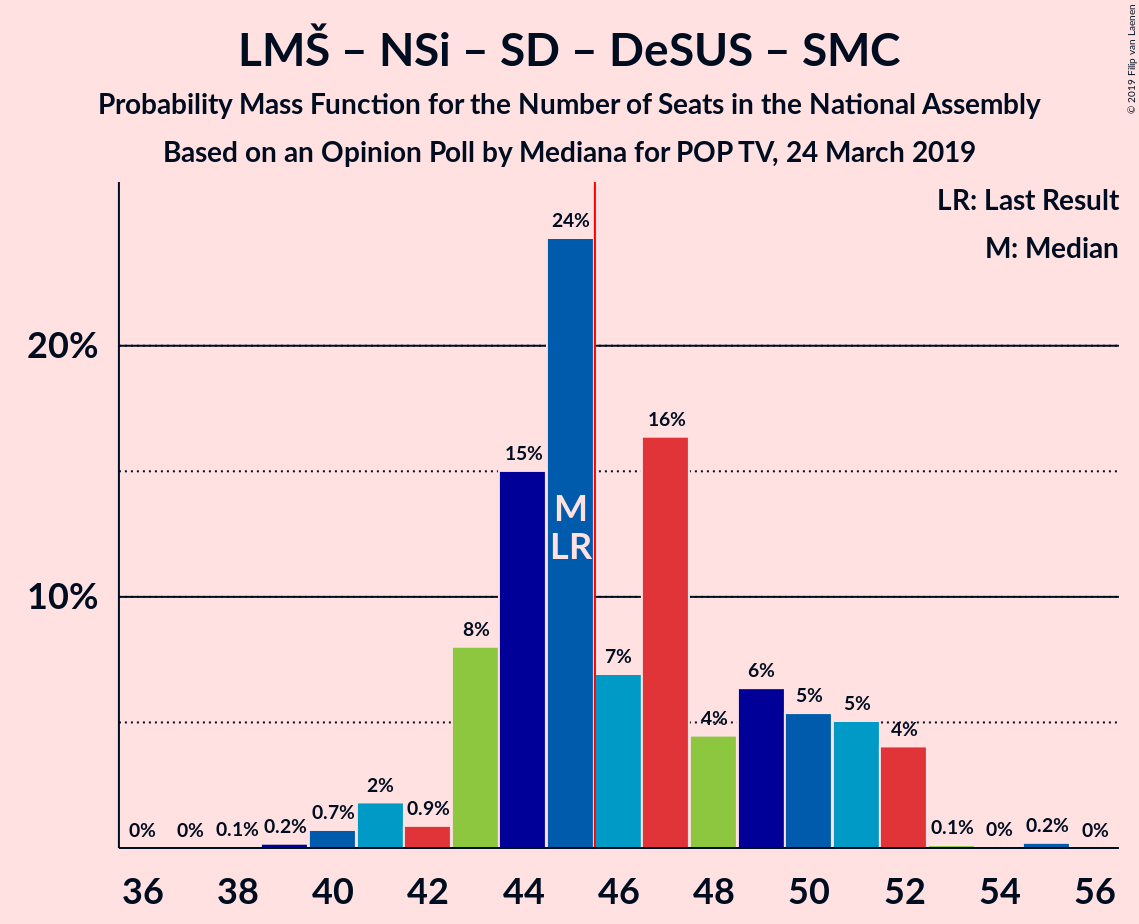 © 2019 Filip van Laenen
LMŠ – NSi – SD – DeSUS – SMC
Probability Mass Function for the Number of Seats in the National Assembly
Based on an Opinion Poll by Mediana for POP TV, 24 March 2019
LR: Last Result
M: Median
20%
10%
0% 0% 0.1% 0.2% 0.7% 2% 0.9% 8% 15% 24% 7% 16% 4% 6% 5% 5% 4% 0.1% 0% 0.2% 0%
M
LR
36 38 40 42 44 46 48 50 52 54 56